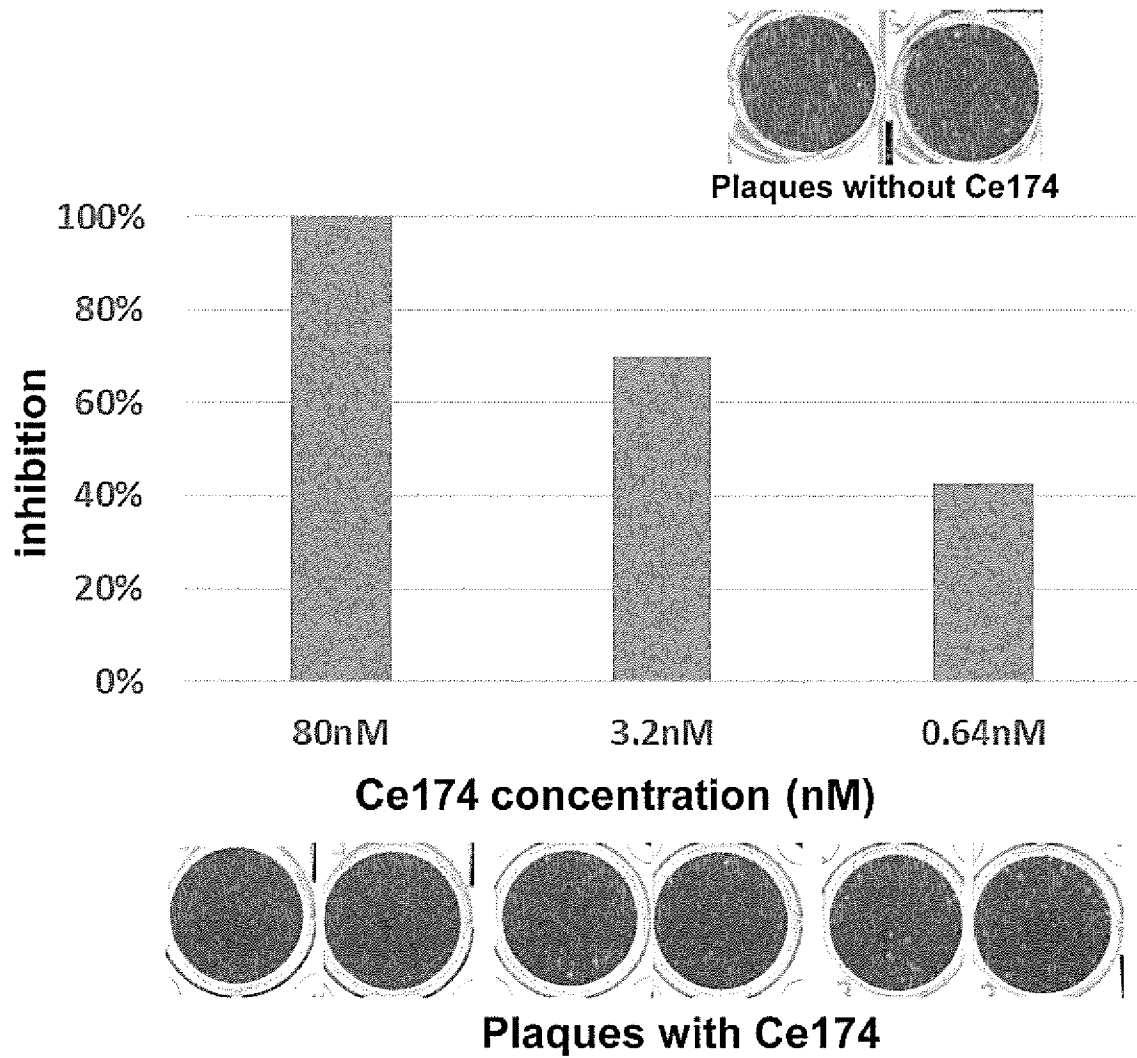 Plaques without Ce174
100%
80%
60%
40%
20%
0%
inhibition
80nM 3.2nM 0.64nM
Ce174 concentration (nM)
Plaques with Ce174